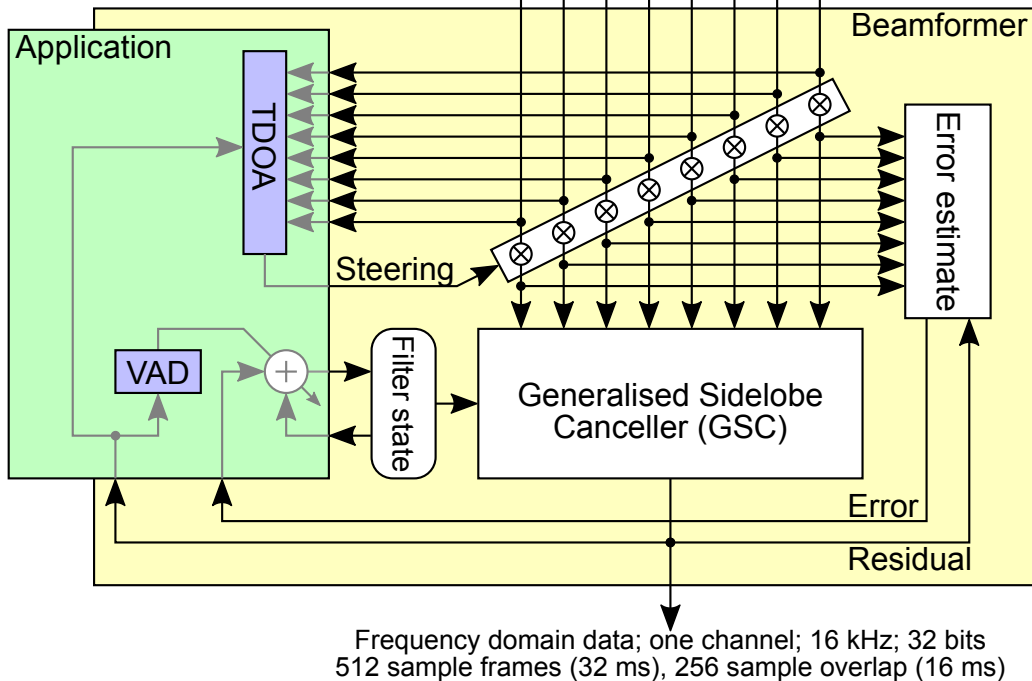 Beamformer
Application
TDOA
Error estimate
Steering
VAD
+
Filter state
Generalised Sidelobe
Canceller (GSC)
Error
Residual
Frequency domain data; one channel; 16 kHz; 32 bits
512 sample frames (32 ms), 256 sample overlap (16 ms)